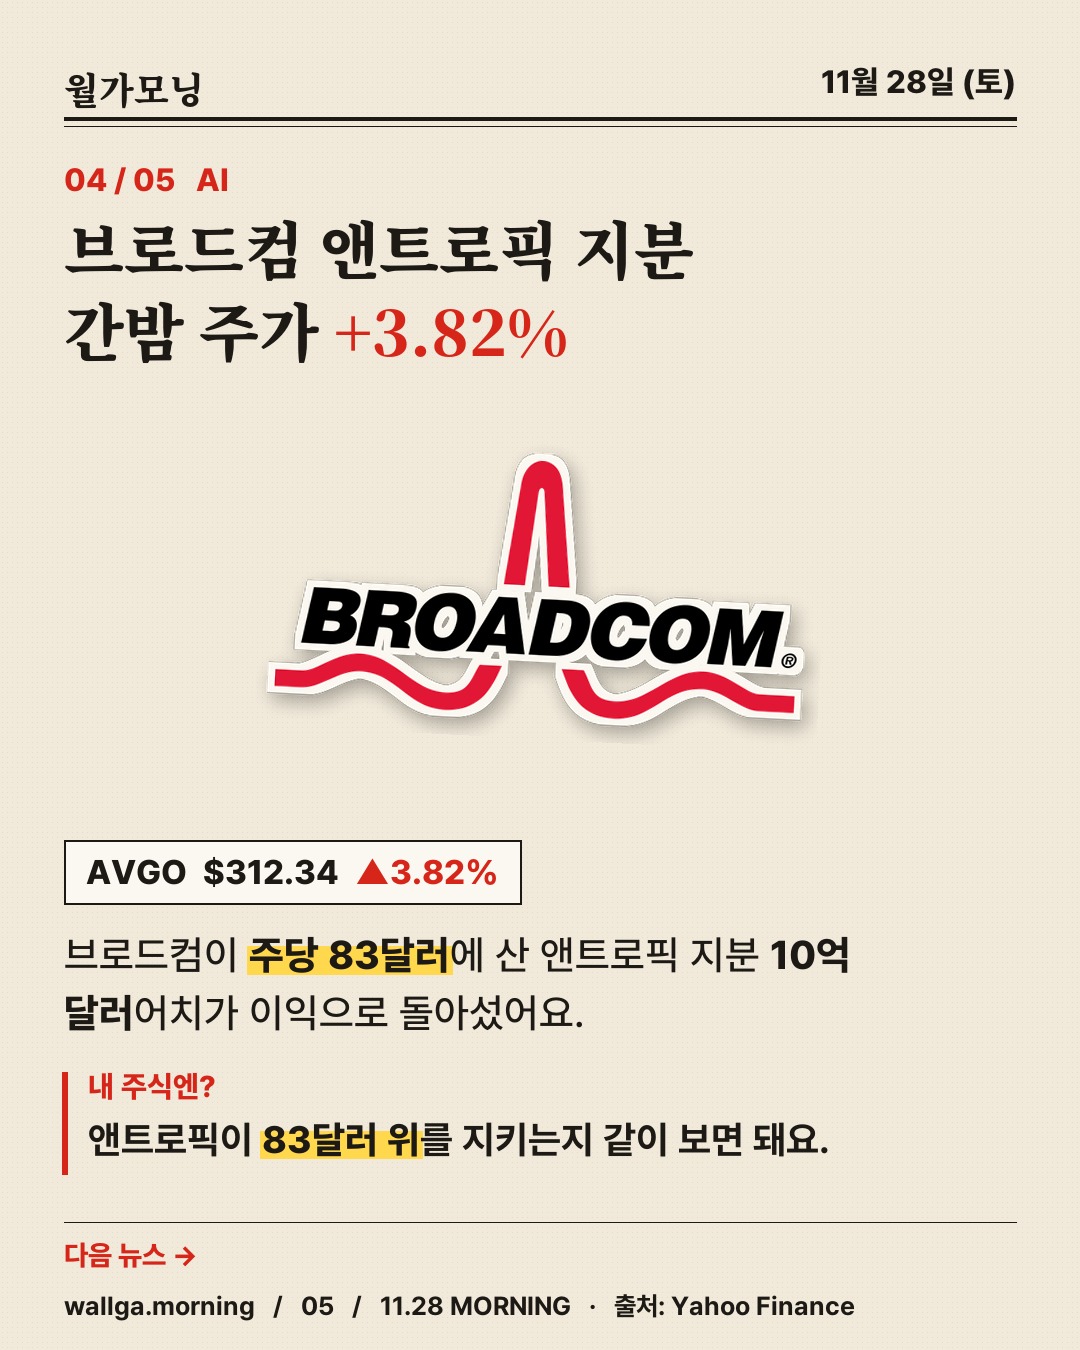 월가모닝
11월 28일 (토)
04 / 05 AI
브로드컴 앤트로픽 지분
간밤 주가 +3.82%
BROADCOM®
AVGO $312.34 ▲3.82%
브로드컴이 주당 83달러에 산 앤트로픽 지분 10억
달러어치가 이익으로 돌아섰어요.
내 주식엔?
앤트로픽이 83달러 위를 지키는지 같이 보면 돼요.
다음 뉴스 →
wallga.morning / 05 / 11.28 MORNING · 출처: Yahoo Finance